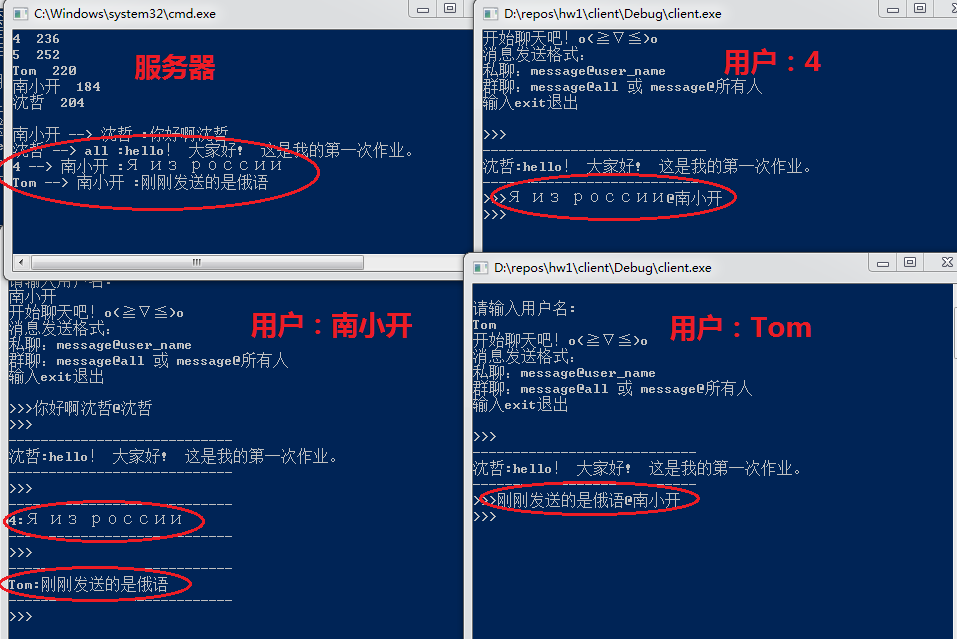 C:\Windows\system32\cmd.exe
4 236
5 252
Tom 220
南小开 184
沈哲 204
服务器
南小开 --> 沈哲 :你好啊沈哲
沈哲 --> all :hello! 大家好! 这是我的第一次作业。
4 --> 南小开 :Я из россии
Tom --> 南小开 :刚刚发送的是俄语
D:\repos\hw1\client\Debug\client.exe
开始聊天吧! o(≧▽≦)o
消息发送格式:
私聊: message@user_name
群聊: message@all 或 message@所有人
输入exit退出
用户:4
>>>
----------------------------
沈哲:hello! 大家好! 这是我的第一次作业。
----------------------------
>>>Я из россии@南小开
>>>
请输入用户名:
南小开
开始聊天吧! o(≧▽≦)o
消息发送格式:
私聊: message@user_name
群聊: message@all 或 message@所有人
输入exit退出
用户:南小开
>>>你好啊沈哲@沈哲
>>>
----------------------------
沈哲:hello! 大家好! 这是我的第一次作业。
----------------------------
>>>
----------------------------
4:Я из россии
----------------------------
>>>
----------------------------
Tom:刚刚发送的是俄语
----------------------------
>>>
D:\repos\hw1\client\Debug\client.exe
请输入用户名:
Tom
开始聊天吧! o(≧▽≦)o
消息发送格式:
私聊: message@user_name
群聊: message@all 或 message@所有人
输入exit退出
用户:Tom
>>>
----------------------------
沈哲:hello! 大家好! 这是我的第一次作业。
----------------------------
>>>刚刚发送的是俄语@南小开
>>>